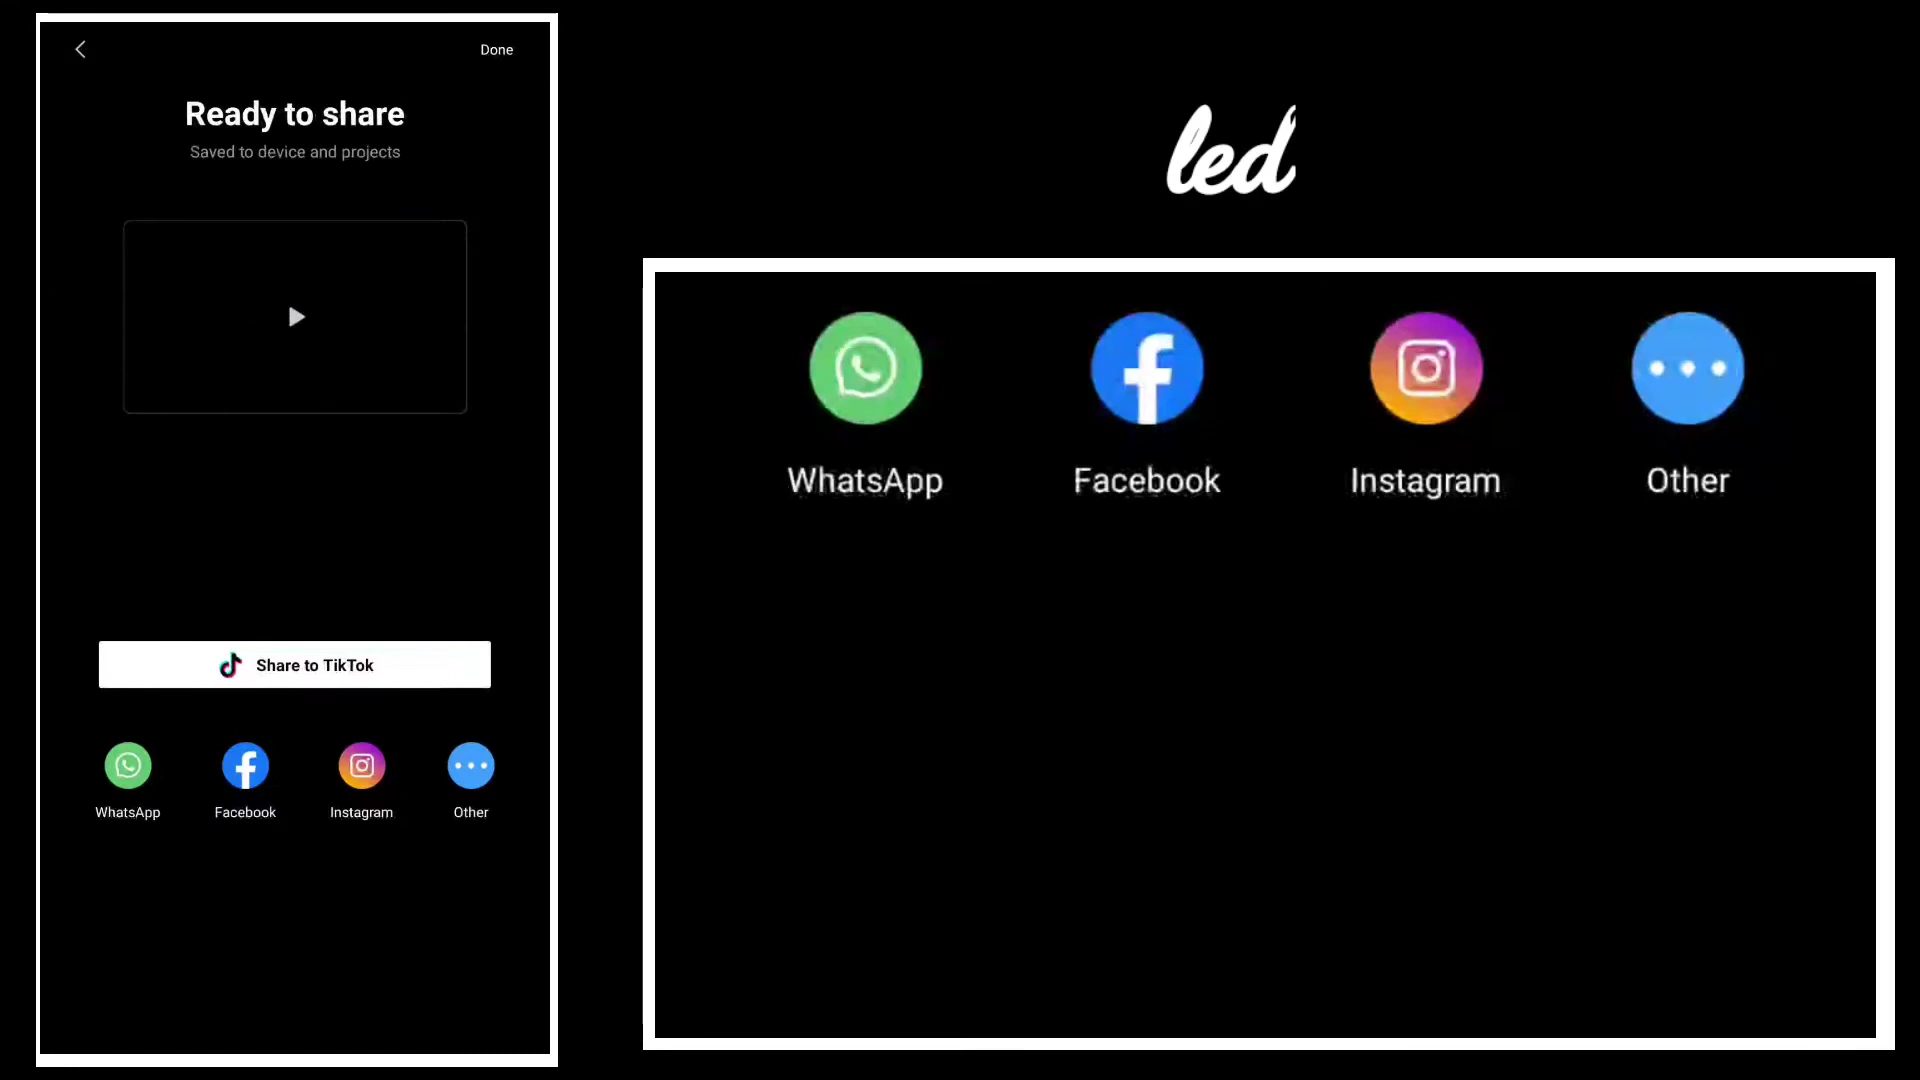 Done
Ready to share
Saved to device and projects
Share to TikTok
WhatsApp Facebook Instagram Other
led
WhatsApp Facebook Instagram Other